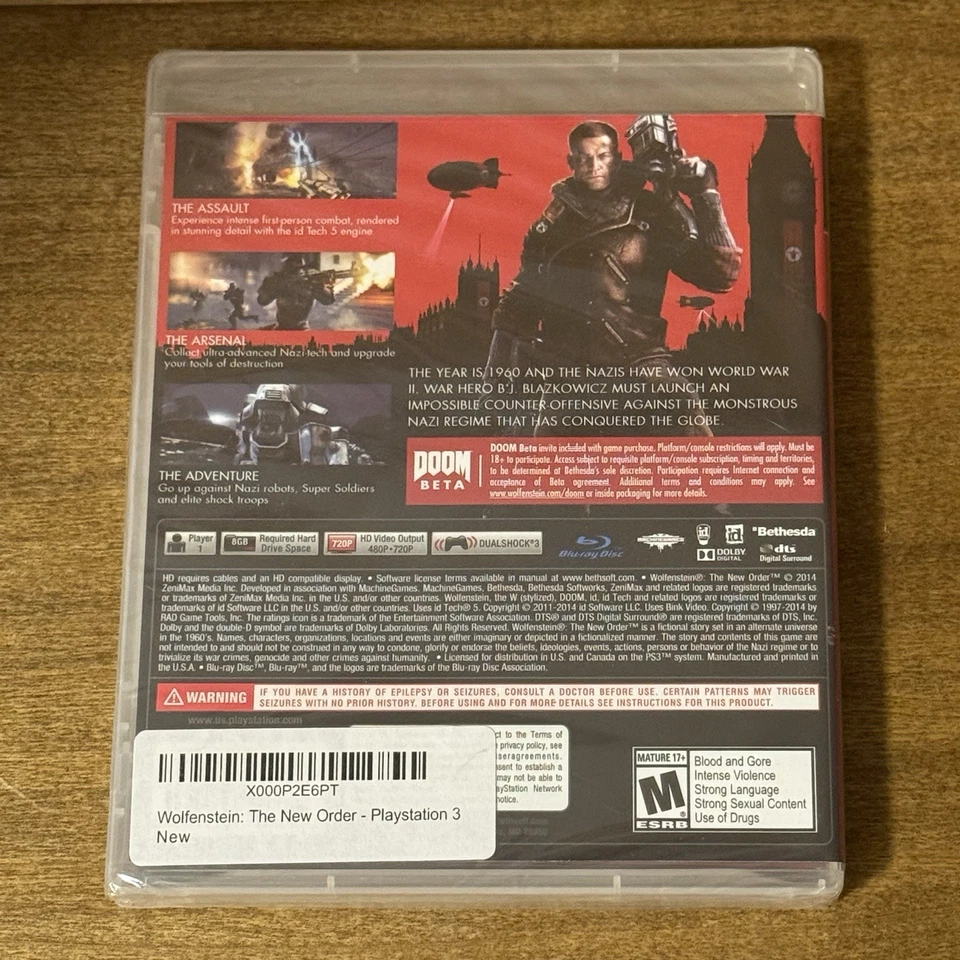 THE ASSAULT
Experience intense first-person combat, rendered
in stunning detail with the id Tech 5 engine
THE ARSENAL
Collect ultra-advanced Nazi-tech and upgrade
your tools of destruction
THE ADVENTURE
Go up against Nazi robots, Super Soldiers
and elite shock troops
THE YEAR IS 1960 AND THE NAZIS HAVE WON WORLD WAR
II. WAR HERO B.J. BLAZKOWICZ MUST LAUNCH AN
IMPOSSIBLE COUNTER-OFFENSIVE AGAINST THE MONSTROUS
NAZI REGIME THAT HAS CONQUERED THE GLOBE.
DOOM
BETA
DOOM Beta invite included with game purchase. Platform/console restrictions will apply. Must be
18+ to participate. Access subject to requisite platform/console subscription, timing and territories,
to be determined at Bethesda's sole discretion. Participation requires Internet connection and
acceptance of Beta agreement. Additional terms and conditions may apply. See
www.wolfenstein.com/doom or inside packaging for more details.
Player
1
8GB
Required Hard
Drive Space
720P
HD Video Output
480P•720P
DUALSHOCK®3
Blu-ray Disc
id
Bethesda
DOLBY
DIGITAL
dts
Digital Surround
HD requires cables and an HD compatible display. • Software license terms available in manual at www.bethsoft.com. • Wolfenstein®: The New Order™ © 2014
ZeniMax Media Inc. Developed in association with MachineGames. MachineGames, Bethesda, Bethesda Softworks, ZeniMax and related logos are registered trademarks
or trademarks of ZeniMax Media Inc. in the U.S. and/or other countries. Wolfenstein, the W (stylized), DOOM, id, id Tech and related logos are registered trademarks or
trademarks of id Software LLC in the U.S. and/or other countries. Uses id Tech® 5. Copyright © 2011-2014 id Software LLC. Uses Bink Video. Copyright © 1997-2014 by
RAD Game Tools, Inc. The ratings icon is a trademark of the Entertainment Software Association. DTS® and DTS Digital Surround® are registered trademarks of DTS, Inc.
Dolby and the double-D symbol are trademarks of Dolby Laboratories. All Rights Reserved. Wolfenstein®: The New Order™ is a fictional story set in an alternate universe
in the 1960's. Names, characters, organizations, locations and events are either imaginary or depicted in a fictionalized manner. The story and contents of this game are
not intended to and should not be construed in any way to condone, glorify or endorse the beliefs, ideologies, events, actions, persons or behavior of the Nazi regime or to
trivialize its war crimes, genocide and other crimes against humanity. • Licensed for distribution in U.S. and Canada on the PS3™ system. Manufactured and printed in
the U.S.A. • Blu-ray Disc™, Blu-ray™, and the logos are trademarks of the Blu-ray Disc Association.
WARNING
IF YOU HAVE A HISTORY OF EPILEPSY OR SEIZURES, CONSULT A DOCTOR BEFORE USE. CERTAIN PATTERNS MAY TRIGGER
SEIZURES WITH NO PRIOR HISTORY. BEFORE USING AND FOR MORE DETAILS SEE INSTRUCTIONS FOR THIS PRODUCT.
www.us.playstation.com
to the Terms of
privacy policy, see
seragreements.
sent to establish a
may not be able to
Station Network
notice.
X000P2E6PT
Wolfenstein: The New Order - Playstation 3
New
MATURE 17+
M
ESRB
Blood and Gore
Intense Violence
Strong Language
Strong Sexual Content
Use of Drugs